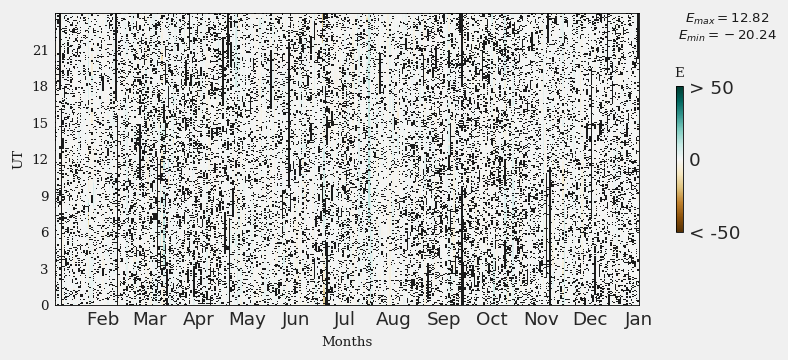 E_max = 12.82
E_min = −20.24
E
> 50
0
< -50
21
18
15
12
9
6
3
0
UT
Feb Mar Apr May Jun Jul Aug Sep Oct Nov Dec Jan
Months